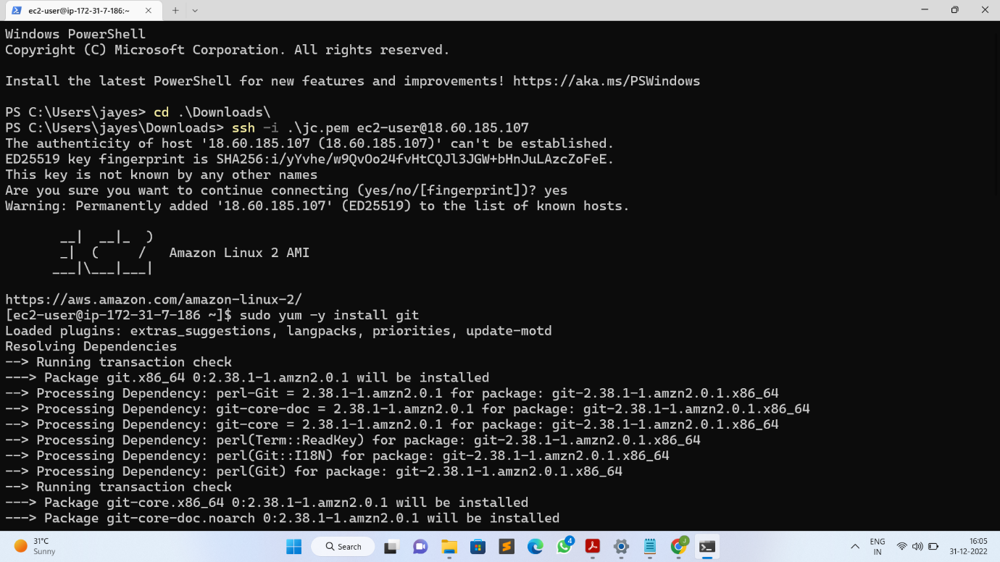 ec2-user@ip-172-31-7-186:~
Windows PowerShell
Copyright (C) Microsoft Corporation. All rights reserved.
Install the latest PowerShell for new features and improvements! https://aka.ms/PSWindows
PS C:\Users\jayes> cd .\Downloads\
PS C:\Users\jayes\Downloads> ssh -i .\jc.pem ec2-user@18.60.185.107
The authenticity of host '18.60.185.107 (18.60.185.107)' can't be established.
ED25519 key fingerprint is SHA256:i/yYvhe/w9QvOo24fvHtCQJl3JGW+bHnJuLAzcZoFeE.
This key is not known by any other names
Are you sure you want to continue connecting (yes/no/[fingerprint])? yes
Warning: Permanently added '18.60.185.107' (ED25519) to the list of known hosts.
       __|  __|_  )
       _|  (     /   Amazon Linux 2 AMI
      ___|\___|___|
https://aws.amazon.com/amazon-linux-2/
[ec2-user@ip-172-31-7-186 ~]$ sudo yum -y install git
Loaded plugins: extras_suggestions, langpacks, priorities, update-motd
Resolving Dependencies
--> Running transaction check
---> Package git.x86_64 0:2.38.1-1.amzn2.0.1 will be installed
--> Processing Dependency: perl-Git = 2.38.1-1.amzn2.0.1 for package: git-2.38.1-1.amzn2.0.1.x86_64
--> Processing Dependency: git-core-doc = 2.38.1-1.amzn2.0.1 for package: git-2.38.1-1.amzn2.0.1.x86_64
--> Processing Dependency: git-core = 2.38.1-1.amzn2.0.1 for package: git-2.38.1-1.amzn2.0.1.x86_64
--> Processing Dependency: perl(Term::ReadKey) for package: git-2.38.1-1.amzn2.0.1.x86_64
--> Processing Dependency: perl(Git::I18N) for package: git-2.38.1-1.amzn2.0.1.x86_64
--> Processing Dependency: perl(Git) for package: git-2.38.1-1.amzn2.0.1.x86_64
--> Running transaction check
---> Package git-core.x86_64 0:2.38.1-1.amzn2.0.1 will be installed
---> Package git-core-doc.noarch 0:2.38.1-1.amzn2.0.1 will be installed
31°C
Sunny
Search
4
J
ENG
IN
16:05
31-12-2022